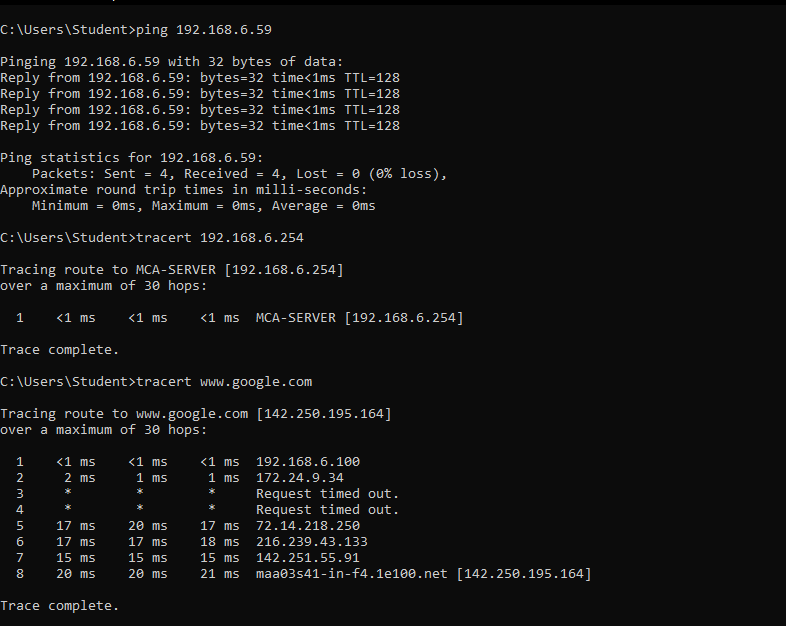 C:\Users\Student>ping 192.168.6.59
Pinging 192.168.6.59 with 32 bytes of data:
Reply from 192.168.6.59: bytes=32 time<1ms TTL=128
Reply from 192.168.6.59: bytes=32 time<1ms TTL=128
Reply from 192.168.6.59: bytes=32 time<1ms TTL=128
Reply from 192.168.6.59: bytes=32 time<1ms TTL=128
Ping statistics for 192.168.6.59:
    Packets: Sent = 4, Received = 4, Lost = 0 (0% loss),
Approximate round trip times in milli-seconds:
    Minimum = 0ms, Maximum = 0ms, Average = 0ms
C:\Users\Student>tracert 192.168.6.254
Tracing route to MCA-SERVER [192.168.6.254]
over a maximum of 30 hops:
  1    <1 ms    <1 ms    <1 ms  MCA-SERVER [192.168.6.254]
Trace complete.
C:\Users\Student>tracert www.google.com
Tracing route to www.google.com [142.250.195.164]
over a maximum of 30 hops:
  1    <1 ms    <1 ms    <1 ms  192.168.6.100
  2     2 ms     1 ms     1 ms  172.24.9.34
  3     *        *        *     Request timed out.
  4     *        *        *     Request timed out.
  5    17 ms    20 ms    17 ms  72.14.218.250
  6    17 ms    17 ms    18 ms  216.239.43.133
  7    15 ms    15 ms    15 ms  142.251.55.91
  8    20 ms    20 ms    21 ms  maa03s41-in-f4.1e100.net [142.250.195.164]
Trace complete.